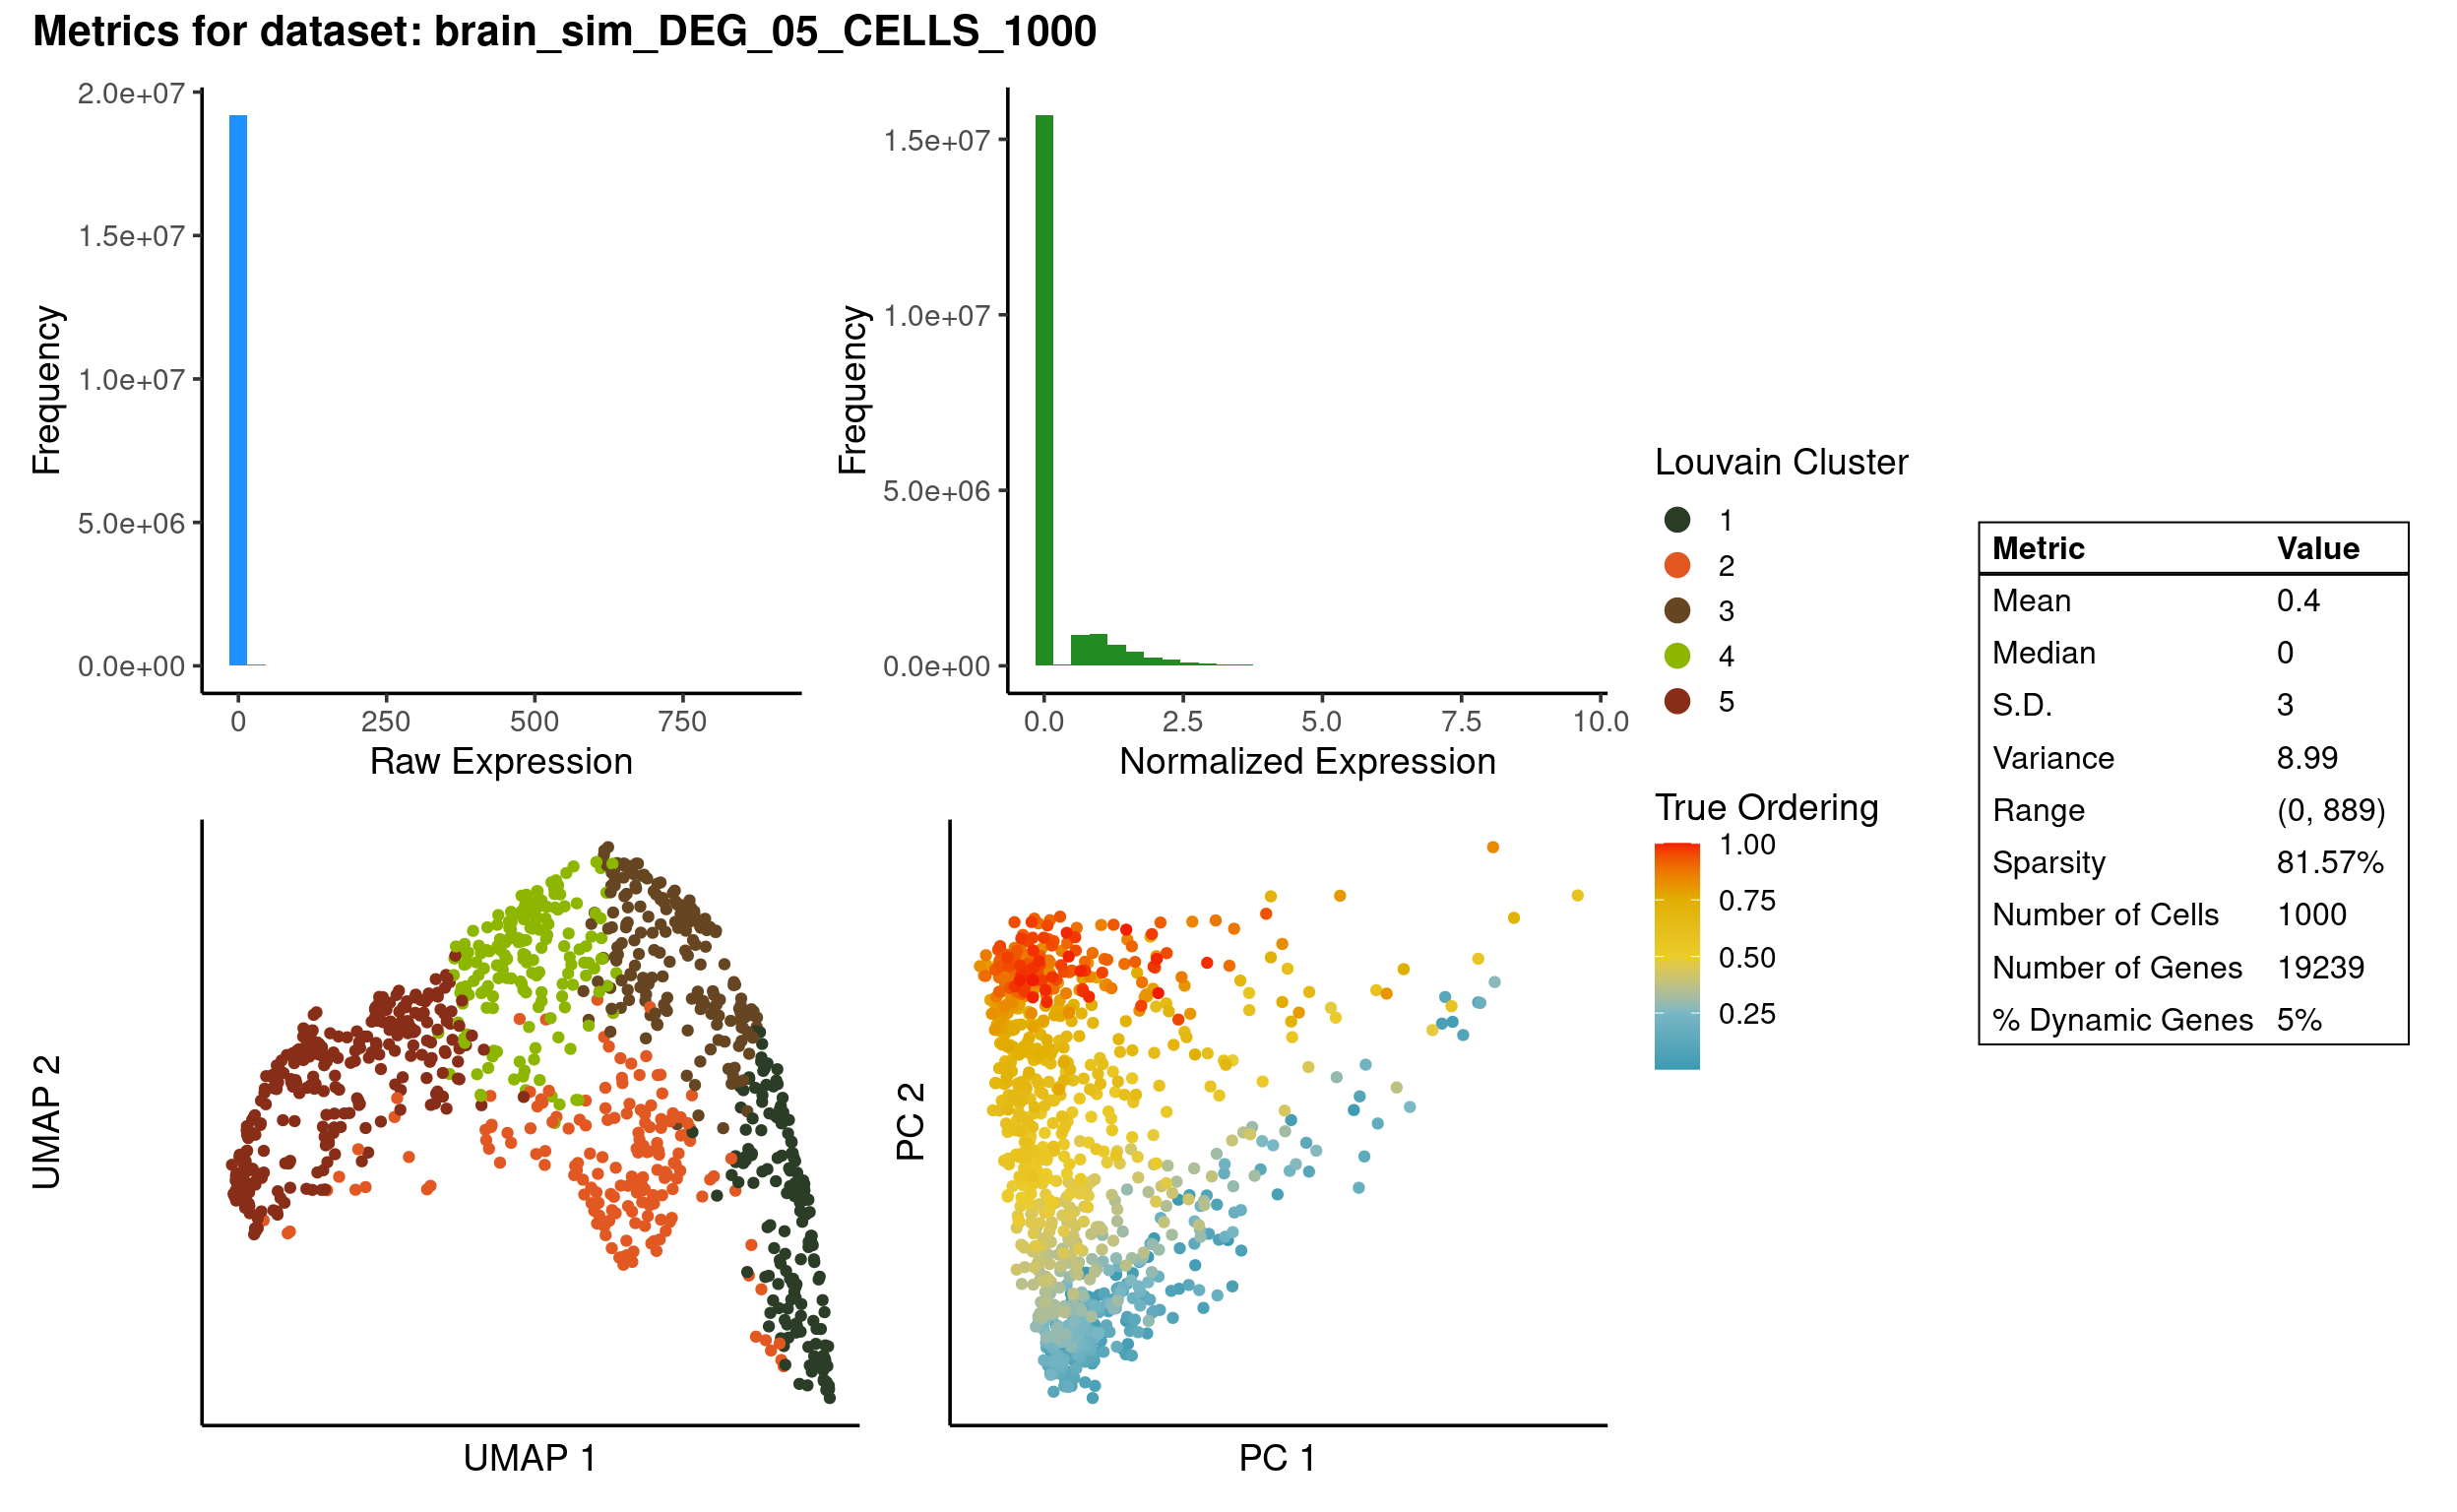 Metrics for dataset: brain_sim_DEG_05_CELLS_1000
Frequency
2.0e+07
1.5e+07
1.0e+07
5.0e+06
0.0e+00
0 250 500 750
Raw Expression
Frequency
1.5e+07
1.0e+07
5.0e+06
0.0e+00
0.0 2.5 5.0 7.5 10.0
Normalized Expression
UMAP 2
UMAP 1
PC 2
PC 1
Louvain Cluster
1
2
3
4
5
True Ordering
1.00
0.75
0.50
0.25
Metric Value
Mean 0.4
Median 0
S.D. 3
Variance 8.99
Range (0, 889)
Sparsity 81.57%
Number of Cells 1000
Number of Genes 19239
% Dynamic Genes 5%